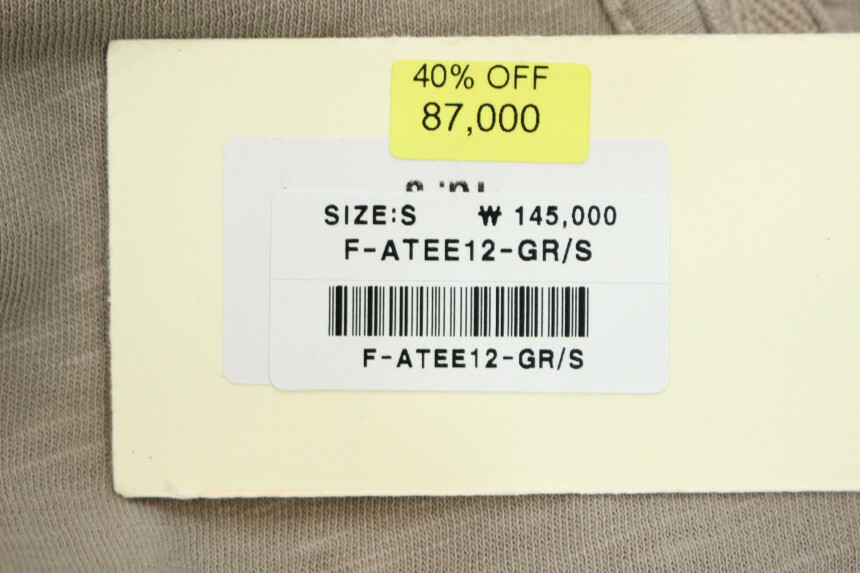 40% OFF
87,000
SIZE:S ₩ 145,000
F-ATEE12-GR/S
F-ATEE12-GR/S